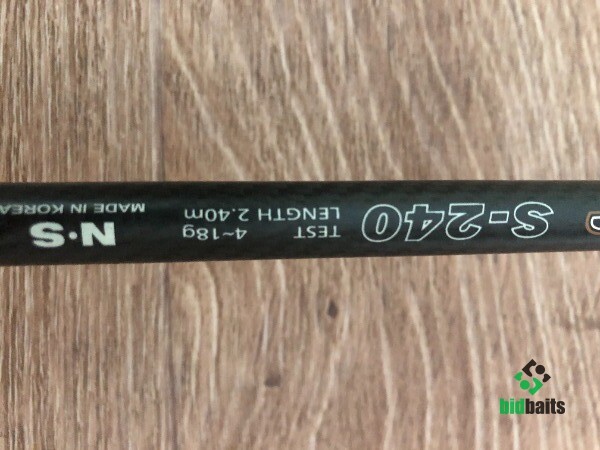 S-240
LENGTH 2.40m
TEST 4~18g
MADE IN KOREA
N·S
bidbaits